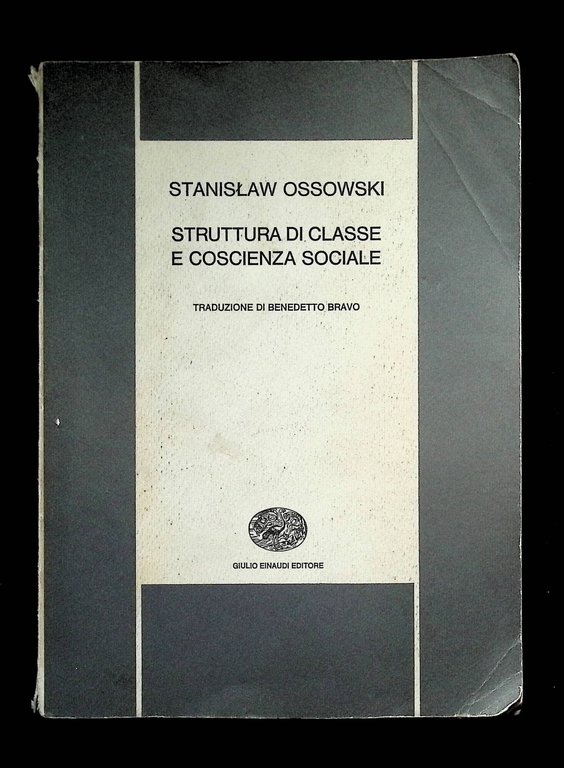 STANISŁAW OSSOWSKI
STRUTTURA DI CLASSE
E COSCIENZA SOCIALE
TRADUZIONE DI BENEDETTO BRAVO
GIULIO EINAUDI EDITORE